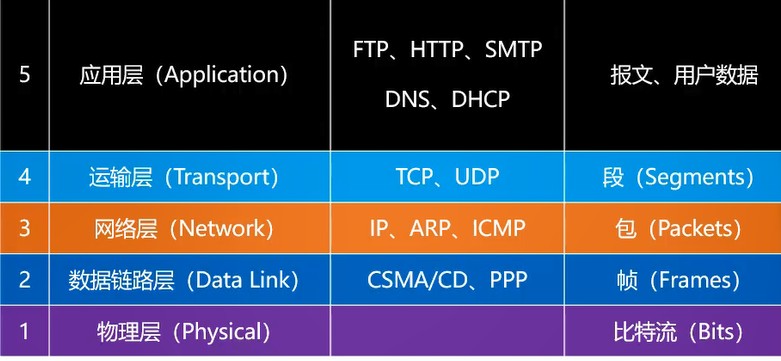 5 应用层（Application） FTP、HTTP、SMTP 报文、用户数据
DNS、DHCP
4 运输层（Transport） TCP、UDP 段（Segments）
3 网络层（Network） IP、ARP、ICMP 包（Packets）
2 数据链路层（Data Link） CSMA/CD、PPP 帧（Frames）
1 物理层（Physical） 比特流（Bits）